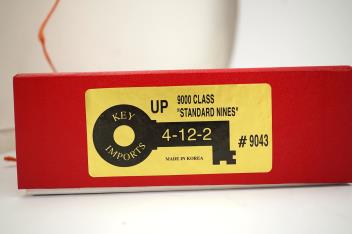 UP 9000 CLASS
"STANDARD NINES"
KEY
IMPORTS
4-12-2
# 9043
MADE IN KOREA